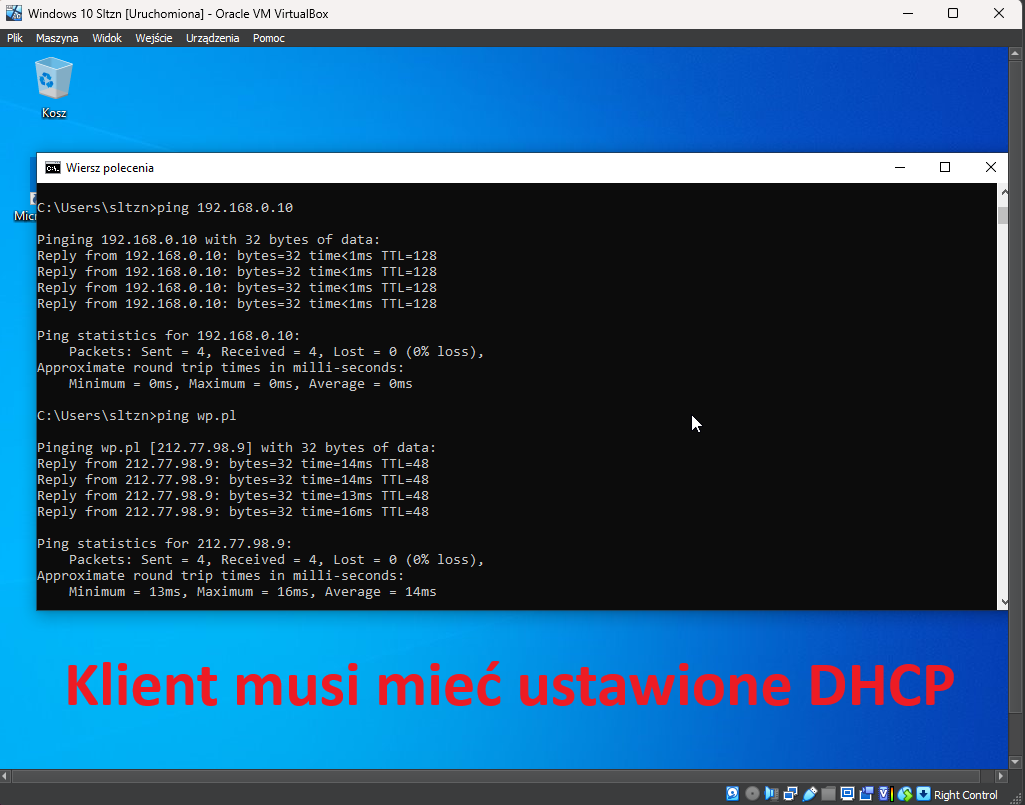 Windows 10 Sltzn [Uruchomiona] - Oracle VM VirtualBox
Plik Maszyna Widok Wejście Urządzenia Pomoc
Kosz
Wiersz polecenia
Micr
C:\Users\sltzn>ping 192.168.0.10
Pinging 192.168.0.10 with 32 bytes of data:
Reply from 192.168.0.10: bytes=32 time<1ms TTL=128
Reply from 192.168.0.10: bytes=32 time<1ms TTL=128
Reply from 192.168.0.10: bytes=32 time<1ms TTL=128
Reply from 192.168.0.10: bytes=32 time<1ms TTL=128
Ping statistics for 192.168.0.10:
    Packets: Sent = 4, Received = 4, Lost = 0 (0% loss),
Approximate round trip times in milli-seconds:
    Minimum = 0ms, Maximum = 0ms, Average = 0ms
C:\Users\sltzn>ping wp.pl
Pinging wp.pl [212.77.98.9] with 32 bytes of data:
Reply from 212.77.98.9: bytes=32 time=14ms TTL=48
Reply from 212.77.98.9: bytes=32 time=14ms TTL=48
Reply from 212.77.98.9: bytes=32 time=13ms TTL=48
Reply from 212.77.98.9: bytes=32 time=16ms TTL=48
Ping statistics for 212.77.98.9:
    Packets: Sent = 4, Received = 4, Lost = 0 (0% loss),
Approximate round trip times in milli-seconds:
    Minimum = 13ms, Maximum = 16ms, Average = 14ms
Klient musi mieć ustawione DHCP
Right Control